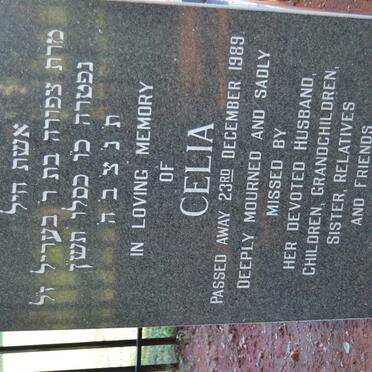 אשת חיל
מרת צפורה בת ר׳ בעריל ז״ל
נפטרה כה כסלו תש״ן
ת נ צ ב ה
IN LOVING MEMORY
OF
CELIA
PASSED AWAY 23RD DECEMBER 1989
DEEPLY MOURNED AND SADLY
MISSED BY
HER DEVOTED HUSBAND,
CHILDREN, GRANDCHILDREN,
SISTER, RELATIVES
AND FRIENDS